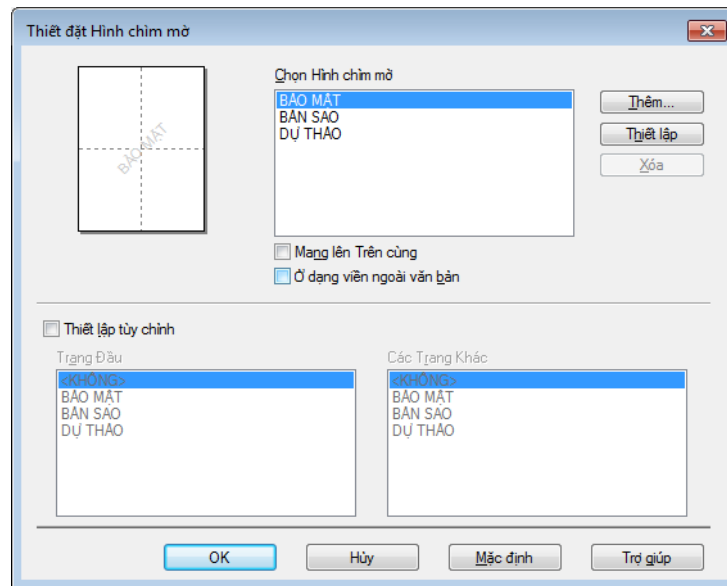 Thiết đặt Hình chìm mờ
Chọn Hình chìm mờ
BẢO MẬT
BẢN SAO
DỰ THẢO
BẢO MẬT
Thêm...
Thiết lập
Xóa
Mang lên Trên cùng
Ở dạng viền ngoài văn bản
Thiết lập tùy chỉnh
Trang Đầu
<KHÔNG>
BẢO MẬT
BẢN SAO
DỰ THẢO
Các Trang Khác
<KHÔNG>
BẢO MẬT
BẢN SAO
DỰ THẢO
OK
Hủy
Mặc định
Trợ giúp